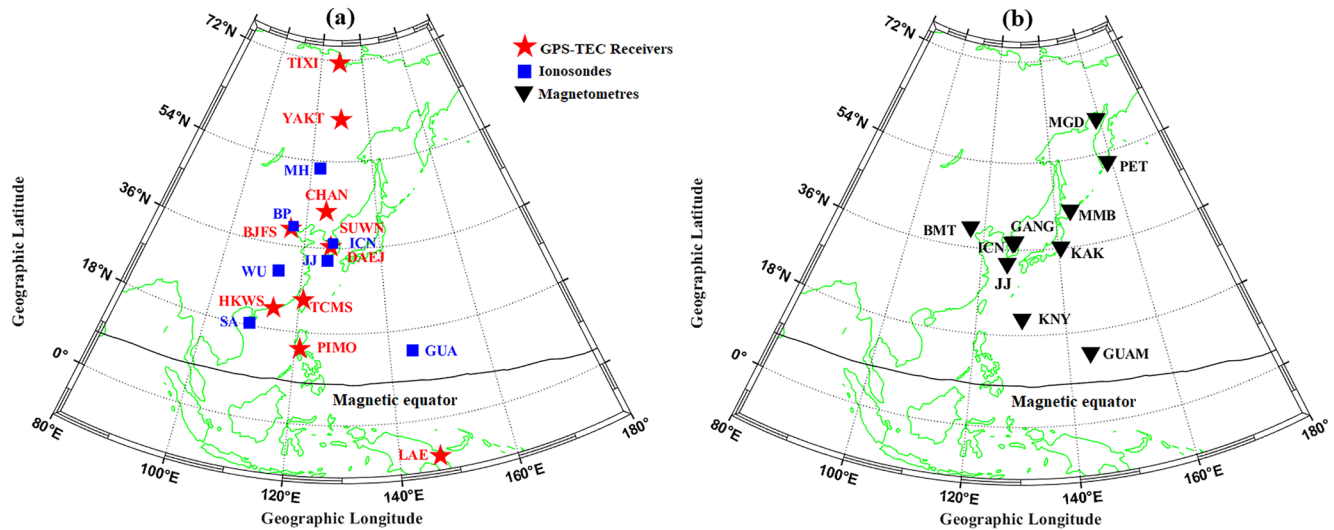 (a)
72°N
54°N
36°N
18°N
0°
80°E
100°E
120°E
140°E
160°E
180°
Geographic Latitude
Geographic Longitude
TIXI
YAKT
MH
CHAN
BP
BJFS
SUWN
ICN
DAEJ
JJ
WU
HKWS
TCMS
SA
PIMO
GUA
Magnetic equator
LAE
GPS-TEC Receivers
Ionosondes
Magnetometres
(b)
72°N
54°N
36°N
18°N
0°
80°E
100°E
120°E
140°E
160°E
180°
Geographic Latitude
Geographic Longitude
MGD
PET
MMB
BMT
GANG
ICN
KAK
JJ
KNY
GUAM
Magnetic equator